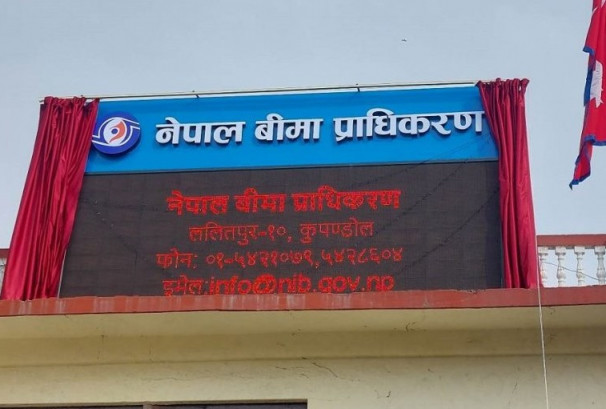 नेपाल बीमा प्राधिकरण
नेपाल बीमा प्राधिकरण
ललितपुर-१०, कुपण्डोल
फोन: ०१-५४२१०७९,५४२८६०४
इमेल:info@nib.gov.np